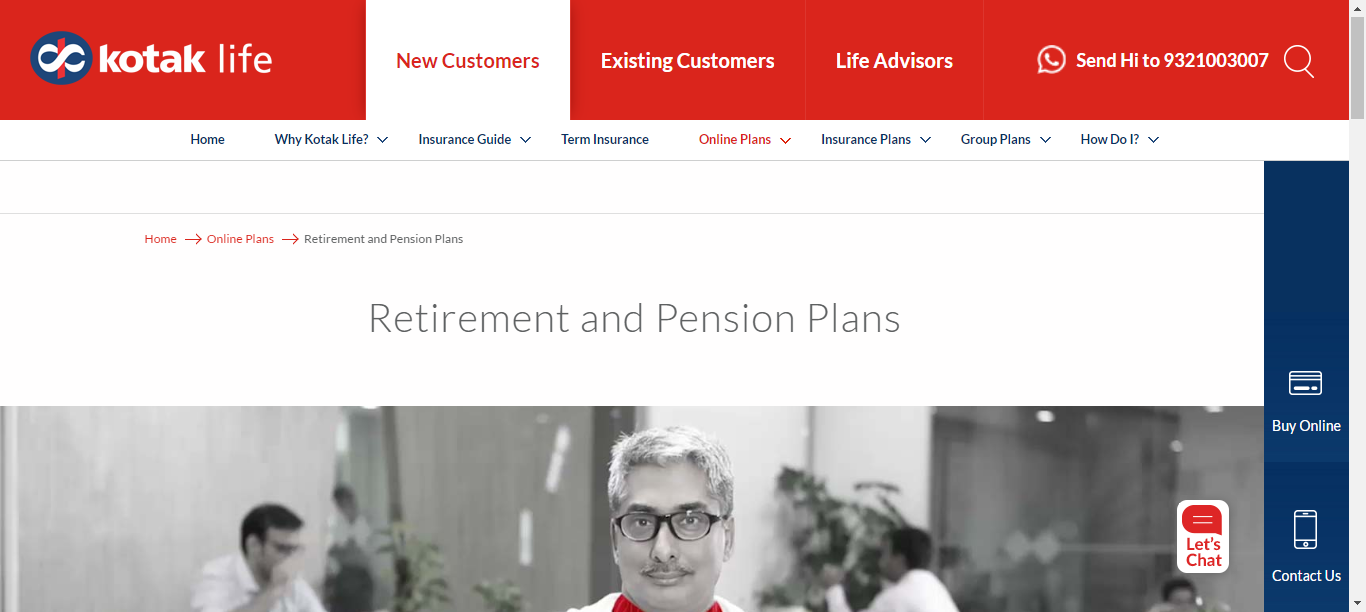 kotak life
New Customers
Existing Customers
Life Advisors
Send Hi to 9321003007
Home
Why Kotak Life?
Insurance Guide
Term Insurance
Online Plans
Insurance Plans
Group Plans
How Do I?
Home Online Plans Retirement and Pension Plans
Retirement and Pension Plans
Buy Online
Let's
Chat
Contact Us